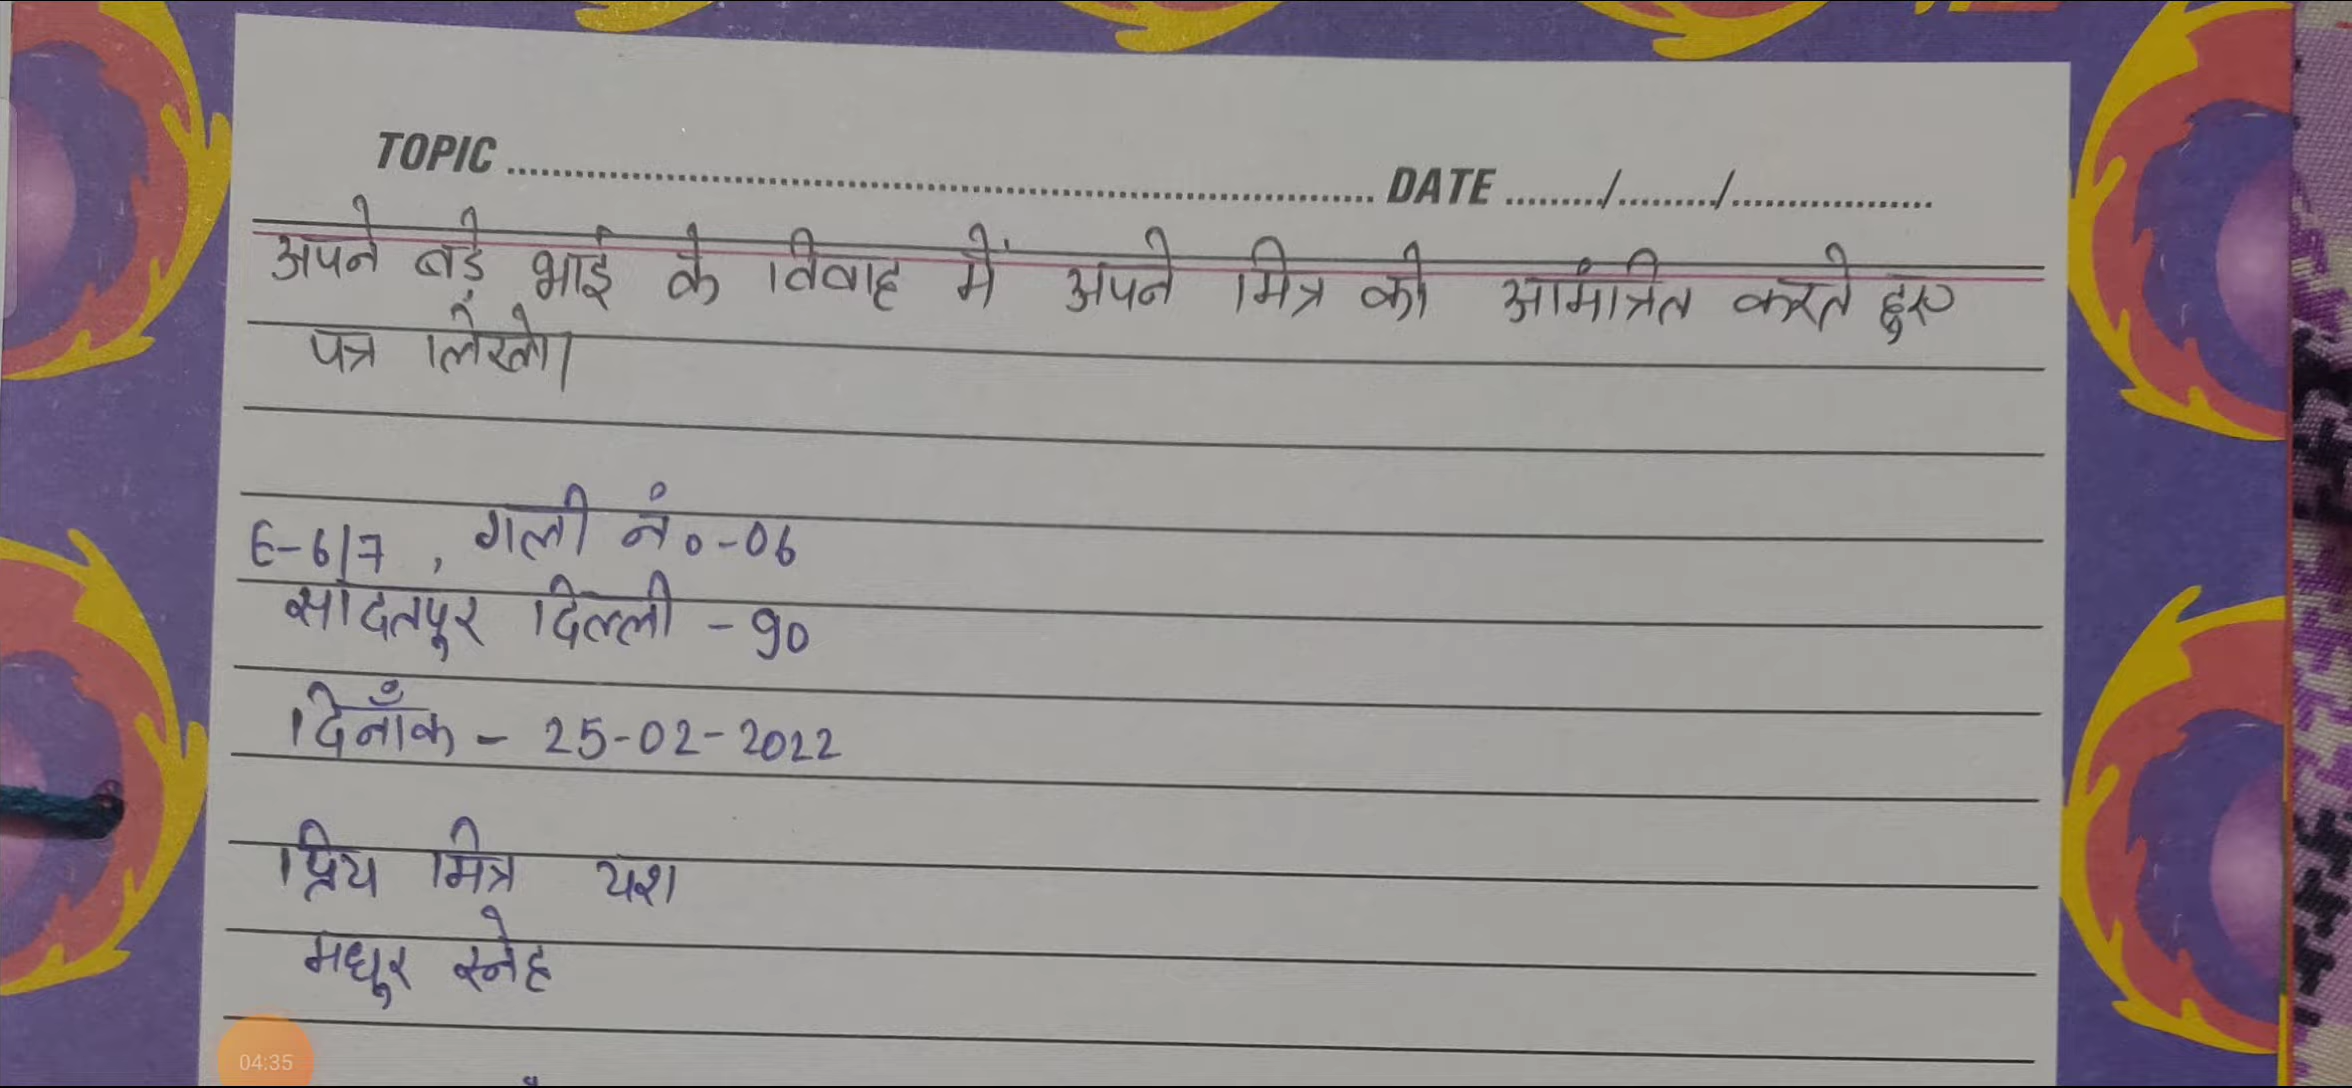 TOPIC ........................ DATE ......../........./..................
अपने बड़े भाई के विवाह में अपने मित्र को आमंत्रित करते हुए
पत्र लिखो।
E-6/7 , गली नं०-06
सादतपुर दिल्ली - 90
दिनाँक - 25-02-2022
प्रिय मित्र यश
मधुर स्नेह
04:35